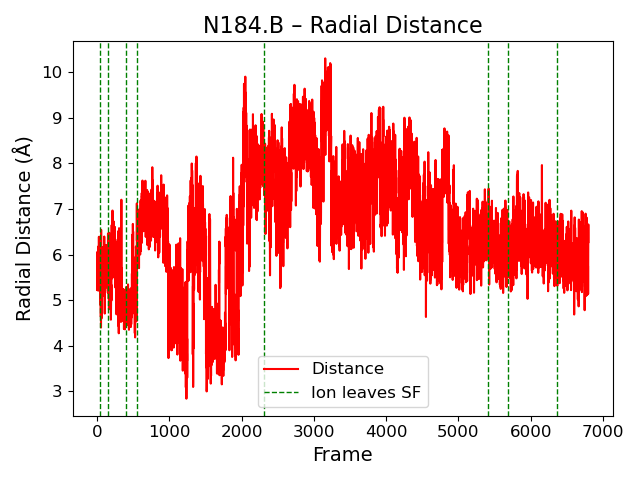 N184.B – Radial Distance
Radial Distance (Å)
10
9
8
7
6
5
4
3
Distance
Ion leaves SF
0 1000 2000 3000 4000 5000 6000 7000
Frame